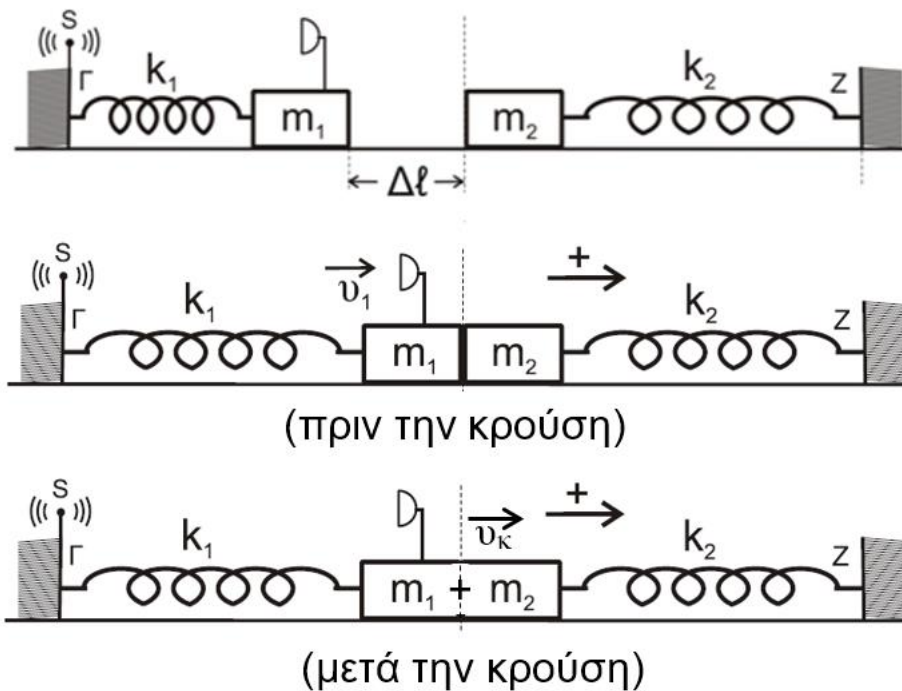 S
Γ k₁ k₂ Z
m₁ m₂
Δℓ
S
Γ k₁ υ₁ + k₂ Z
m₁ m₂
(πριν την κρούση)
S
Γ k₁ υκ + k₂ Z
m₁ + m₂
(μετά την κρούση)